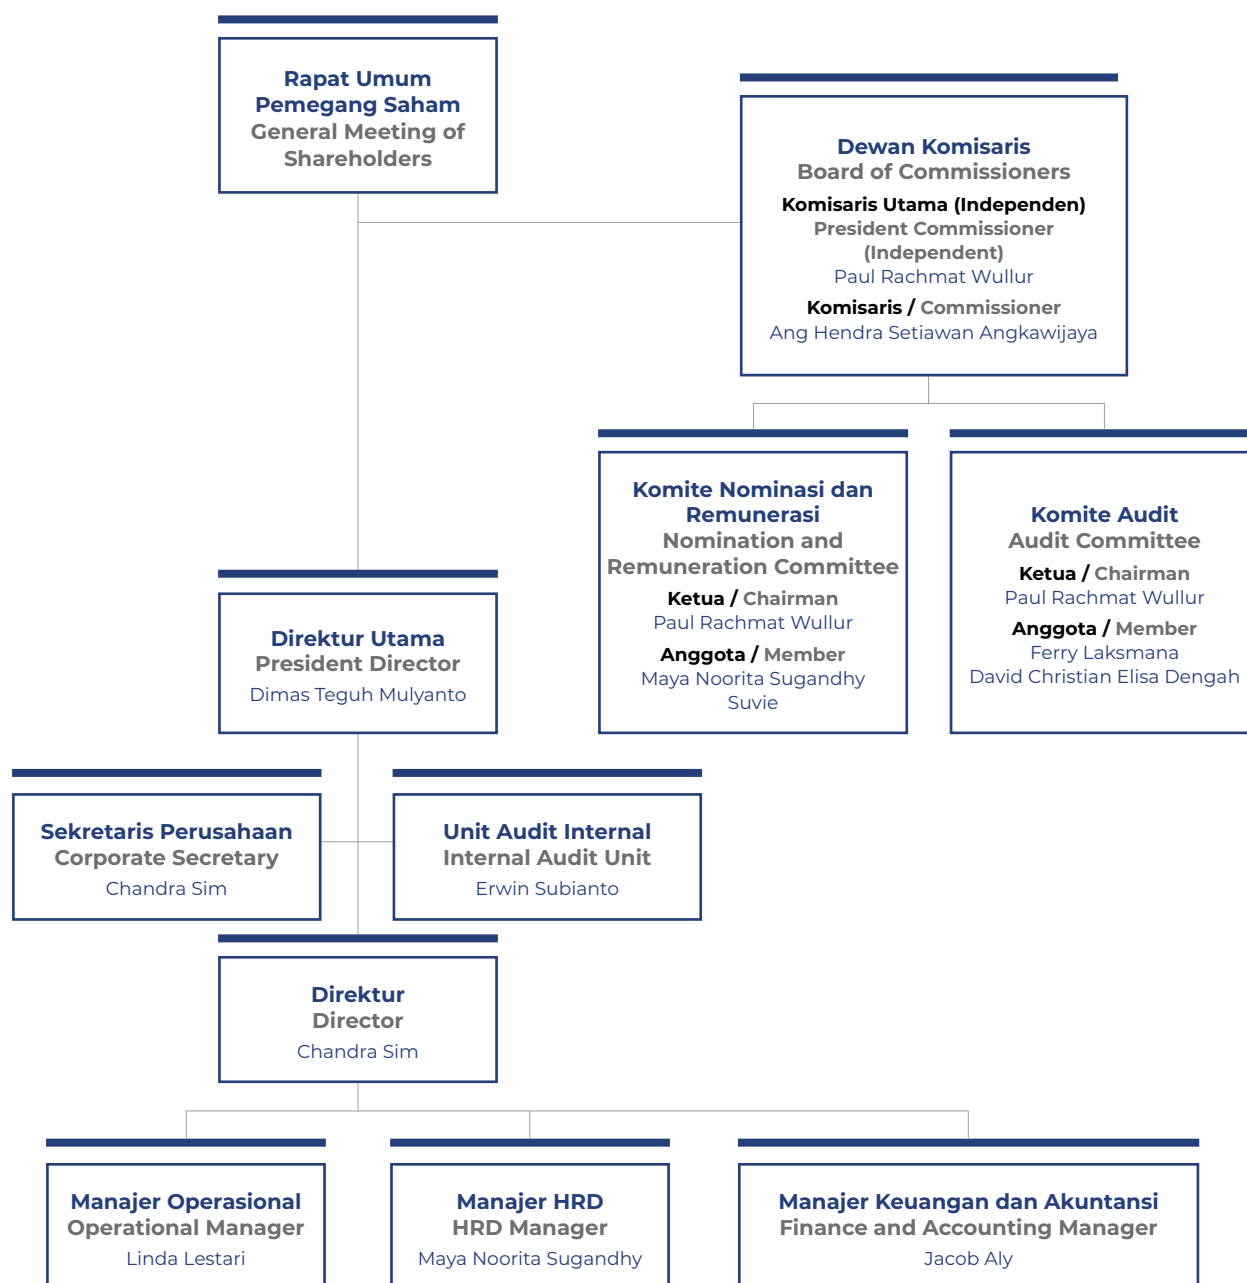 Rapat Umum
Pemegang Saham
General Meeting of
Shareholders
Dewan Komisaris
Board of Commissioners
Komisaris Utama (Independen)
President Commissioner
(Independent)
Paul Rachmat Wullur
Komisaris / Commissioner
Ang Hendra Setiawan Angkawijaya
Komite Nominasi dan
Remunerasi
Nomination and
Remuneration Committee
Ketua / Chairman
Paul Rachmat Wullur
Anggota / Member
Maya Noorita Sugandhy
Suvie
Komite Audit
Audit Committee
Ketua / Chairman
Paul Rachmat Wullur
Anggota / Member
Ferry Laksmana
David Christian Elisa Dengah
Direktur Utama
President Director
Dimas Teguh Mulyanto
Sekretaris Perusahaan
Corporate Secretary
Chandra Sim
Unit Audit Internal
Internal Audit Unit
Erwin Subianto
Direktur
Director
Chandra Sim
Manajer Operasional
Operational Manager
Linda Lestari
Manajer HRD
HRD Manager
Maya Noorita Sugandhy
Manajer Keuangan dan Akuntansi
Finance and Accounting Manager
Jacob Aly